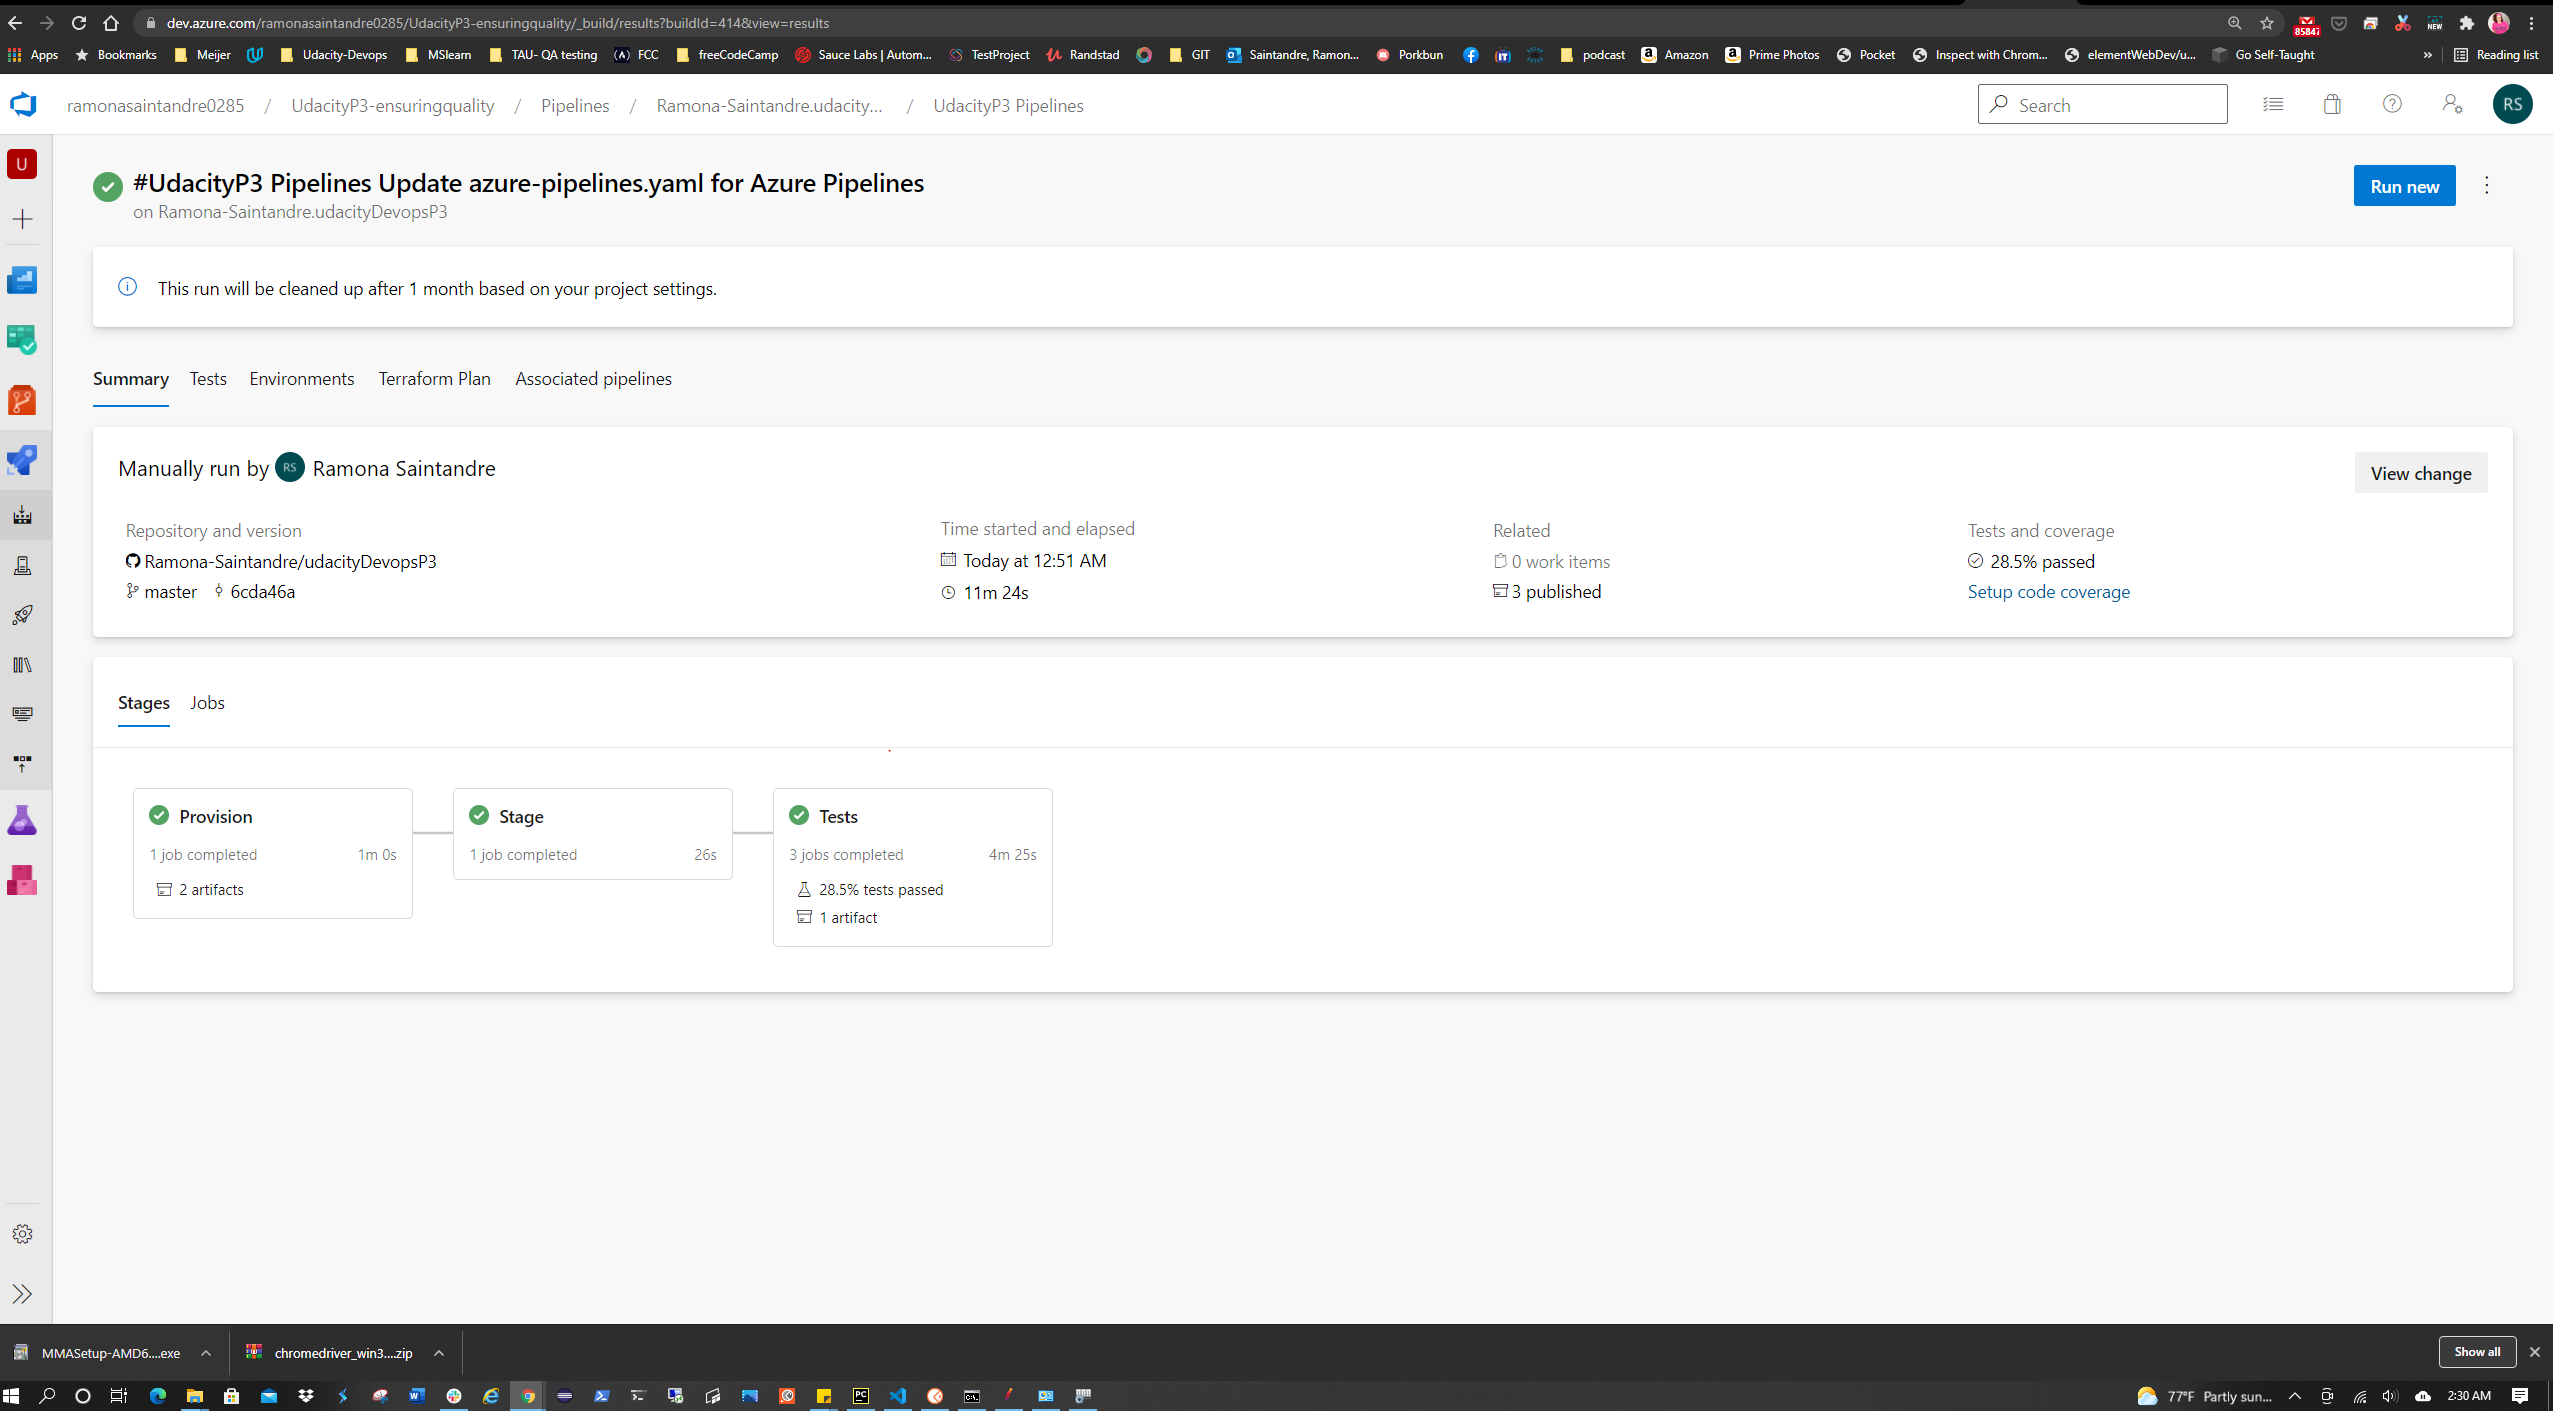 dev.azure.com/ramonasaintandre0285/UdacityP3-ensuringquality/_build/results?buildId=414&view=results
85847
NEW
Apps Bookmarks Meijer Udacity-Devops MSlearn TAU- QA testing FCC freeCodeCamp Sauce Labs | Autom... TestProject Randstad GIT Saintandre, Ramon... Porkbun podcast Amazon Prime Photos Pocket Inspect with Chrom... elementWebDev/u... Go Self-Taught » Reading list
ramonasaintandre0285 / UdacityP3-ensuringquality / Pipelines / Ramona-Saintandre.udacity... / UdacityP3 Pipelines
Search
RS
U
#UdacityP3 Pipelines Update azure-pipelines.yaml for Azure Pipelines
on Ramona-Saintandre.udacityDevopsP3
Run new
This run will be cleaned up after 1 month based on your project settings.
Summary Tests Environments Terraform Plan Associated pipelines
Manually run by RS Ramona Saintandre
View change
Repository and version
Ramona-Saintandre/udacityDevopsP3
master 6cda46a
Time started and elapsed
Today at 12:51 AM
11m 24s
Related
0 work items
3 published
Tests and coverage
28.5% passed
Setup code coverage
Stages Jobs
Provision
1 job completed 1m 0s
2 artifacts
Stage
1 job completed 26s
Tests
3 jobs completed 4m 25s
28.5% tests passed
1 artifact
MMASetup-AMD6....exe
chromedriver_win3....zip
Show all
77°F Partly sun...
2:30 AM